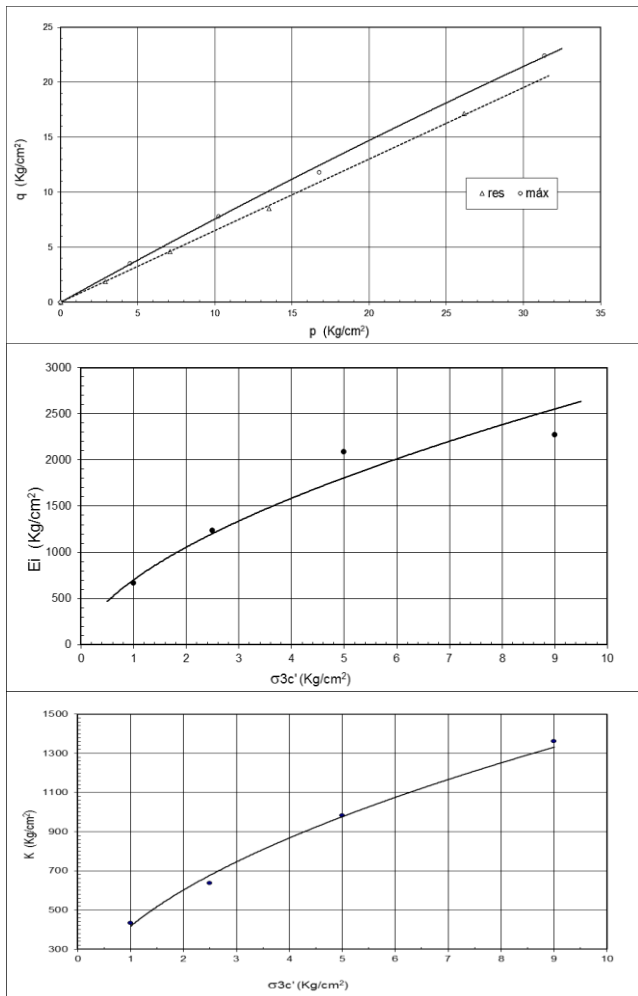 25
20
15
10
5
0
q (Kg/cm²)
res máx
0 5 10 15 20 25 30 35
p (Kg/cm²)
3000
2500
2000
1500
1000
500
0
Ei (Kg/cm²)
0 1 2 3 4 5 6 7 8 9 10
σ3c' (Kg/cm²)
1500
1300
1100
900
700
500
300
K (Kg/cm²)
0 1 2 3 4 5 6 7 8 9 10
σ3c' (Kg/cm²)